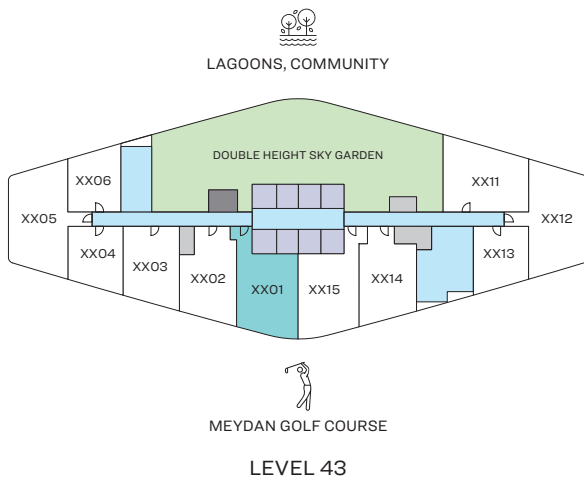 LAGOONS, COMMUNITY
DOUBLE HEIGHT SKY GARDEN
XX06
XX11
XX05
XX12
XX04
XX03
XX02
XX01
XX15
XX14
XX13
MEYDAN GOLF COURSE
LEVEL 43